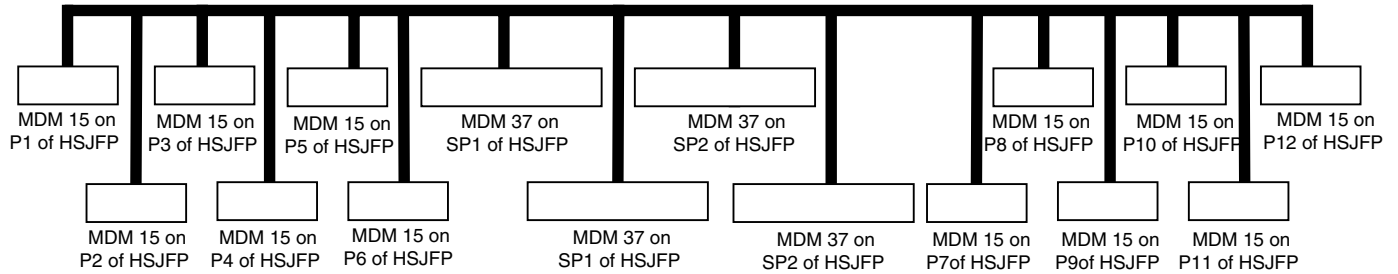 MDM 15 on
P1 of HSJFP
MDM 15 on
P3 of HSJFP
MDM 15 on
P5 of HSJFP
MDM 37 on
SP1 of HSJFP
MDM 37 on
SP2 of HSJFP
MDM 15 on
P8 of HSJFP
MDM 15 on
P10 of HSJFP
MDM 15 on
P12 of HSJFP
MDM 15 on
P2 of HSJFP
MDM 15 on
P4 of HSJFP
MDM 15 on
P6 of HSJFP
MDM 37 on
SP1 of HSJFP
MDM 37 on
SP2 of HSJFP
MDM 15 on
P7of HSJFP
MDM 15 on
P9of HSJFP
MDM 15 on
P11 of HSJFP